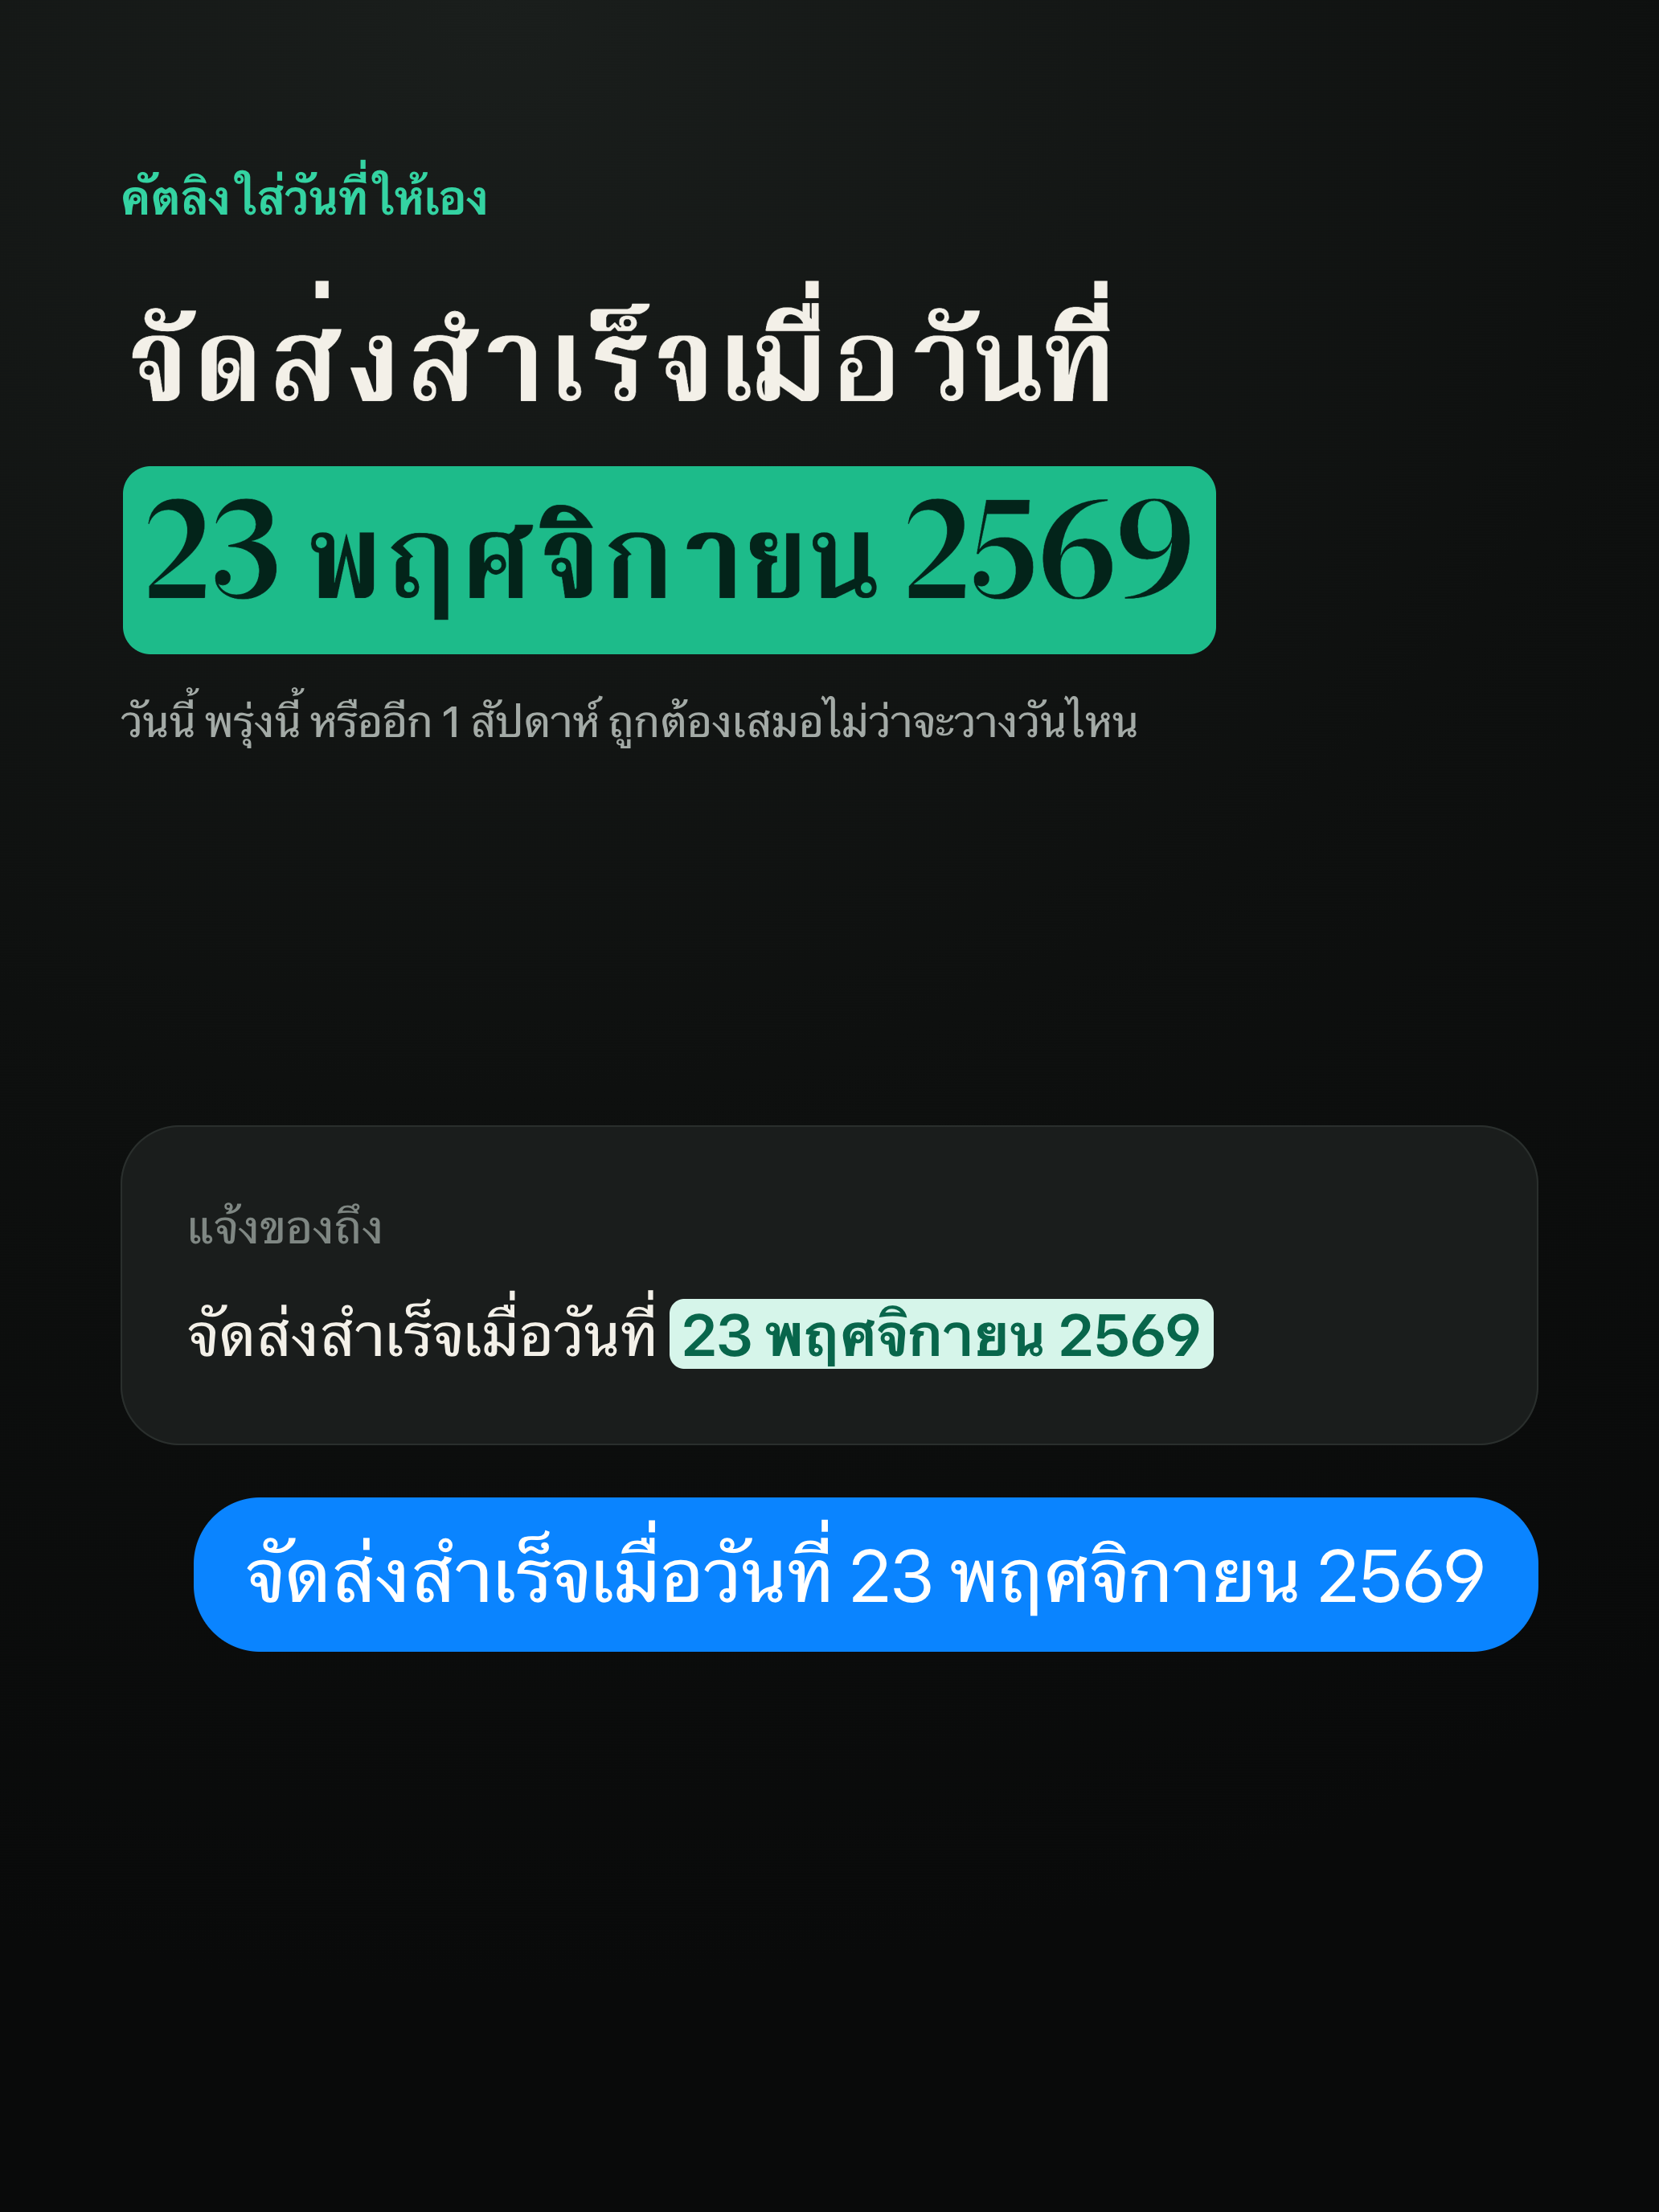 คัตลิงใส่วันที่ให้เอง
จัดส่งสำเร็จเมื่อวันที่
23 พฤศจิกายน 2569
วันนี้ พรุ่งนี้ หรืออีก 1 สัปดาห์ ถูกต้องเสมอไม่ว่าจะวางวันไหน
แจ้งของถึง
จัดส่งสำเร็จเมื่อวันที่ 23 พฤศจิกายน 2569
จัดส่งสำเร็จเมื่อวันที่ 23 พฤศจิกายน 2569